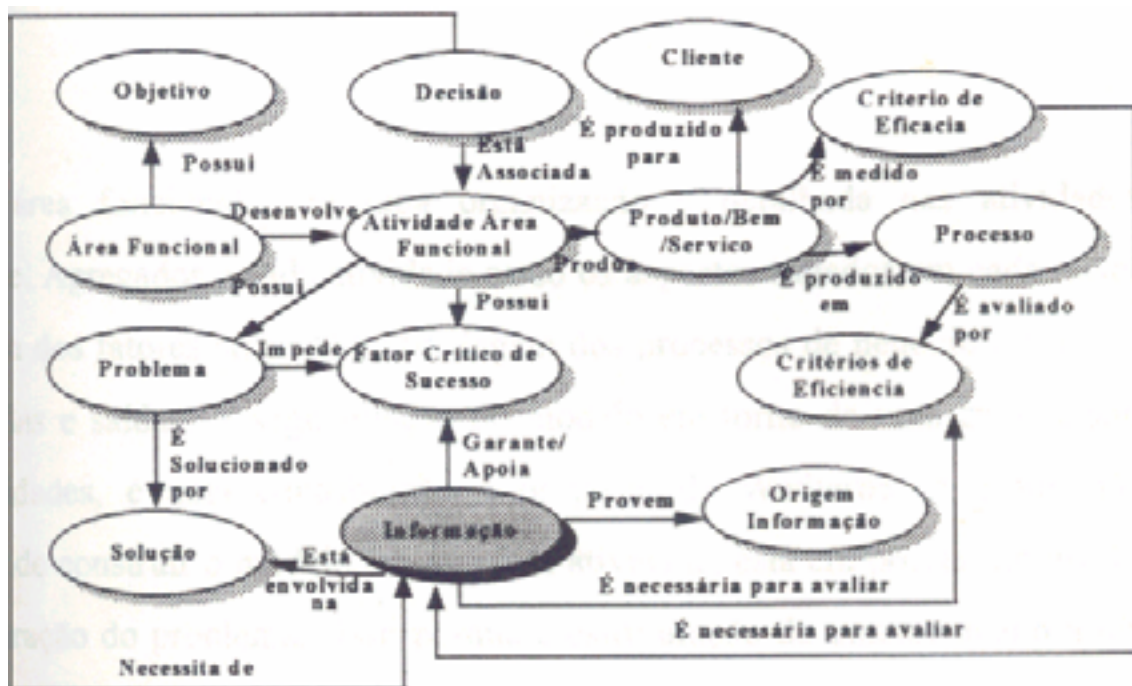 Cliente
Objetivo
Decisão
Criterio de
Eficacia
Possui
Está
Associada
É produzido
para
É medido
por
Desenvolve
Área Funcional
Atividade Área
Funcional
Produto/Bem
/Servico
Processo
Possui
Produz
É produzido
em
É avaliado
por
Possui
Problema
Impede
Fator Crítico de
Sucesso
Critérios de
Eficiencia
É
Solucionado
por
Garante/
Apoia
Informação
Provem
Origem
Informação
Solução
Está
envolvida
na
É necessária para avaliar
É necessária para avaliar
Necessita de